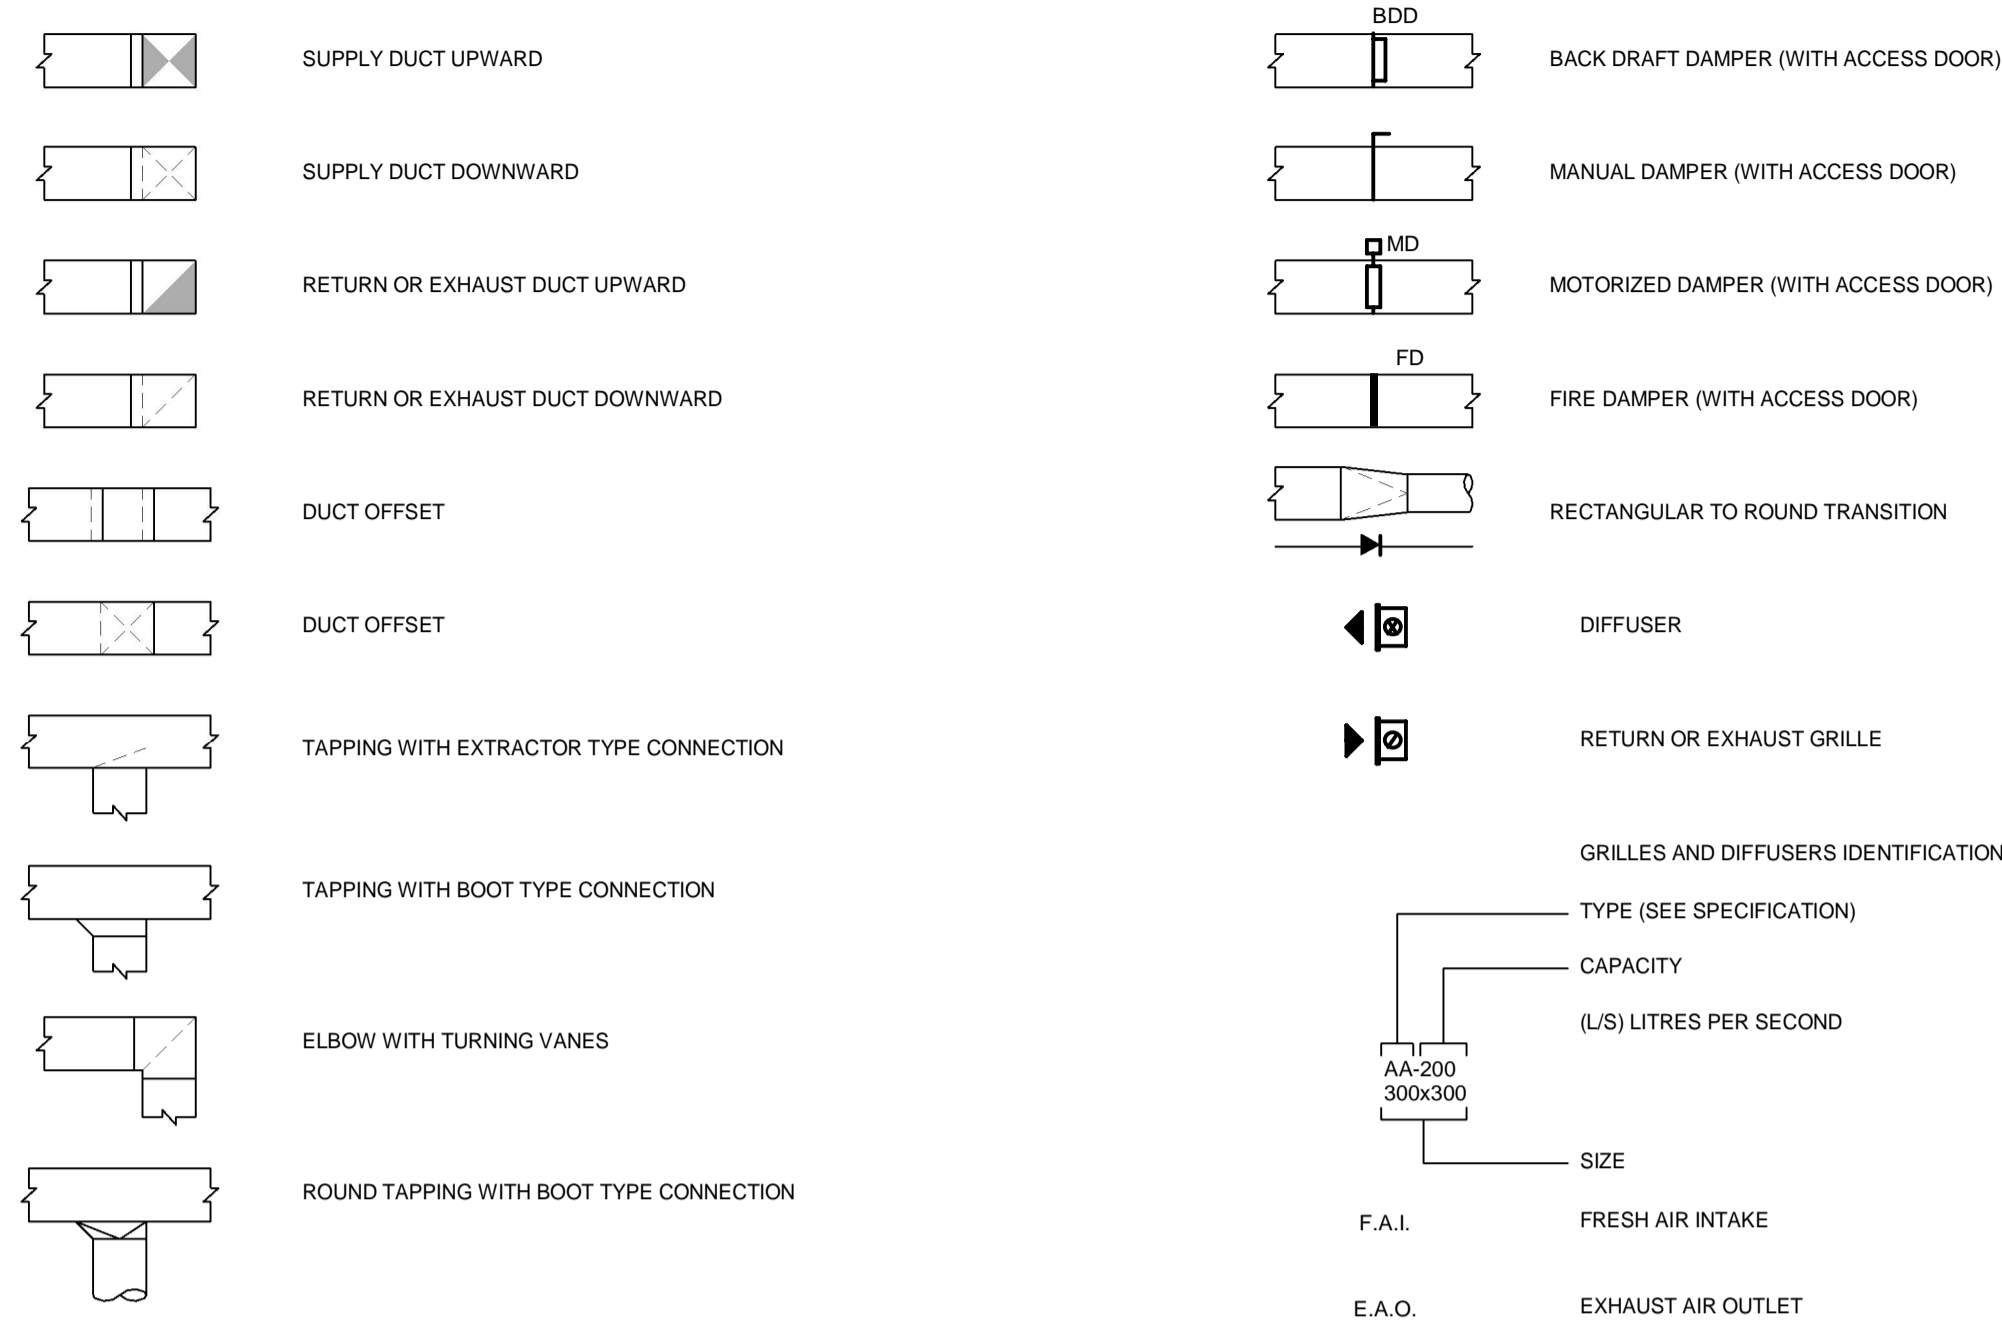 SUPPLY DUCT UPWARD
SUPPLY DUCT DOWNWARD
RETURN OR EXHAUST DUCT UPWARD
RETURN OR EXHAUST DUCT DOWNWARD
DUCT OFFSET
DUCT OFFSET
TAPPING WITH EXTRACTOR TYPE CONNECTION
TAPPING WITH BOOT TYPE CONNECTION
ELBOW WITH TURNING VANES
ROUND TAPPING WITH BOOT TYPE CONNECTION
BDD
BACK DRAFT DAMPER (WITH ACCESS DOOR)
MANUAL DAMPER (WITH ACCESS DOOR)
MD
MOTORIZED DAMPER (WITH ACCESS DOOR)
FD
FIRE DAMPER (WITH ACCESS DOOR)
RECTANGULAR TO ROUND TRANSITION
DIFFUSER
RETURN OR EXHAUST GRILLE
GRILLES AND DIFFUSERS IDENTIFICATION
TYPE (SEE SPECIFICATION)
CAPACITY
(L/S) LITRES PER SECOND
AA-200
300x300
SIZE
F.A.I. FRESH AIR INTAKE
E.A.O. EXHAUST AIR OUTLET